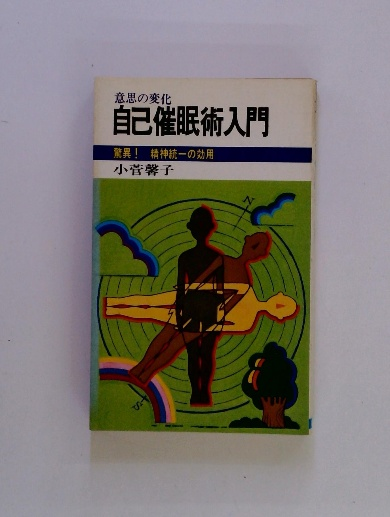 意思の変化
自己催眠術入門
驚異! 精神統一の効用
小菅馨子
N
S